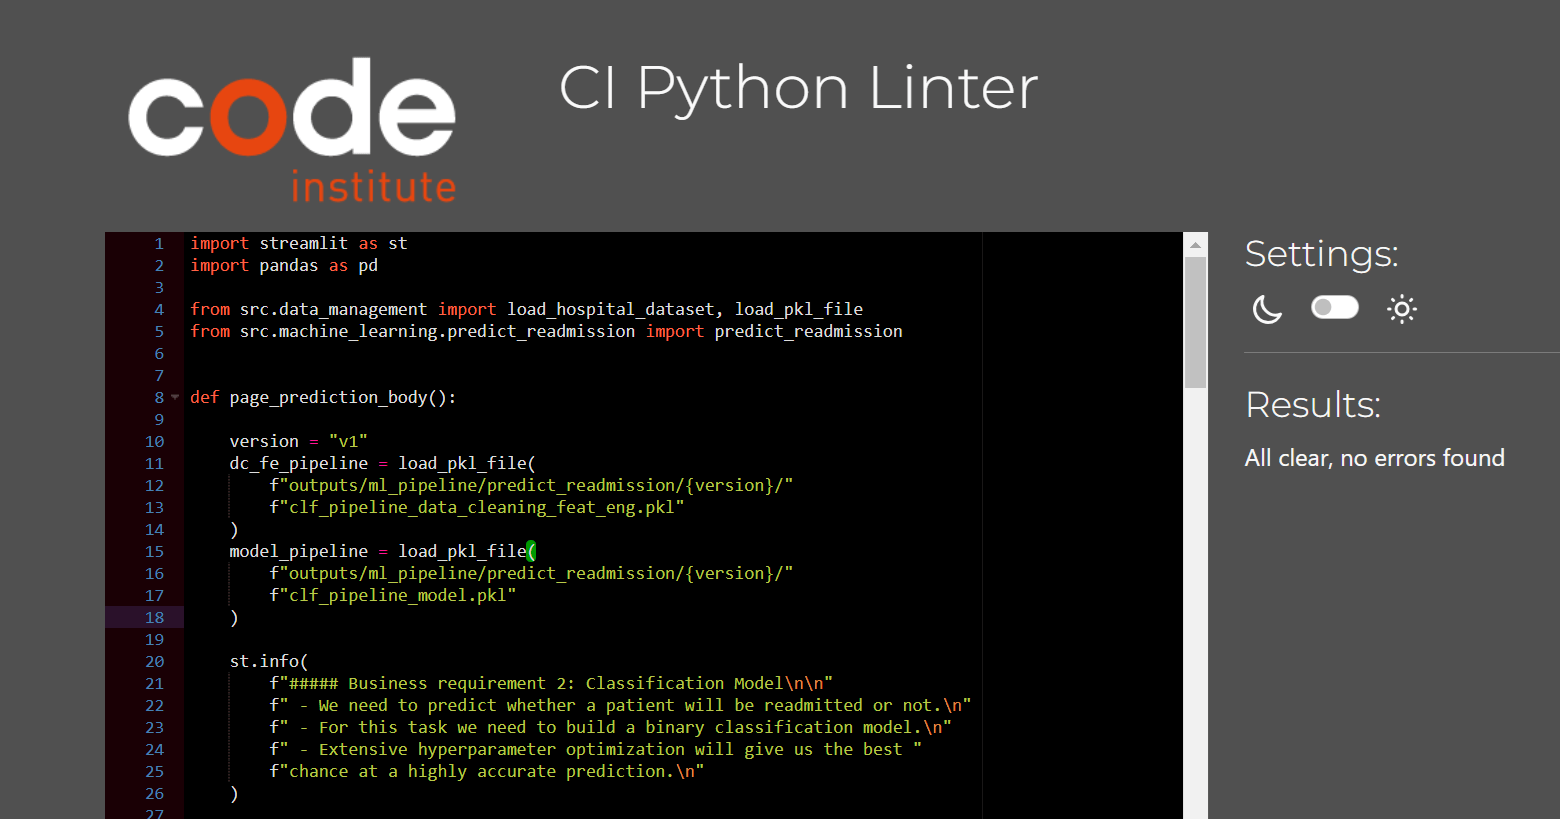 code
institute
CI Python Linter
1 import streamlit as st
2 import pandas as pd
3
4 from src.data_management import load_hospital_dataset, load_pkl_file
5 from src.machine_learning.predict_readmission import predict_readmission
6
7
8 def page_prediction_body():
9
10     version = "v1"
11     dc_fe_pipeline = load_pkl_file(
12         f"outputs/ml_pipeline/predict_readmission/{version}/"
13         f"clf_pipeline_data_cleaning_feat_eng.pkl"
14     )
15     model_pipeline = load_pkl_file(
16         f"outputs/ml_pipeline/predict_readmission/{version}/"
17         f"clf_pipeline_model.pkl"
18     )
19
20     st.info(
21         f"##### Business requirement 2: Classification Model\n\n"
22         f" - We need to predict whether a patient will be readmitted or not.\n"
23         f" - For this task we need to build a binary classification model.\n"
24         f" - Extensive hyperparameter optimization will give us the best "
25         f"chance at a highly accurate prediction.\n"
26     )
27
Settings:
Results:
All clear, no errors found